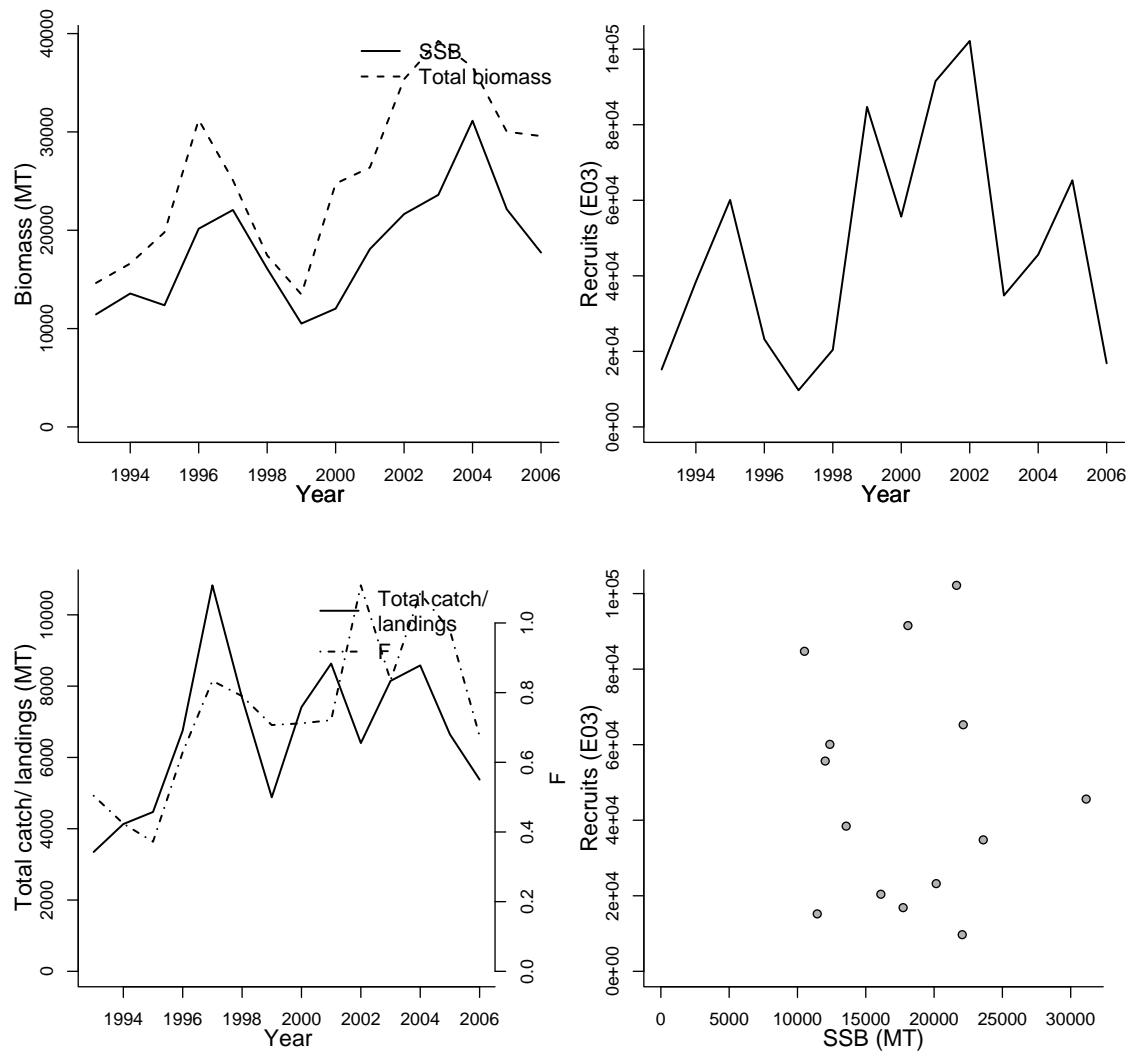 Biomass (MT)
0
10000
20000
30000
40000
SSB
Total biomass
1994 1996 1998 2000 2002 2004 2006
Year
Recruits (E03)
0e+00
2e+04
4e+04
6e+04
8e+04
1e+05
1994 1996 1998 2000 2002 2004 2006
Year
Total catch/ landings (MT)
0
2000
4000
6000
8000
10000
Total catch/
landings
F
0.0
0.2
0.4
0.6
0.8
1.0
F
1994 1996 1998 2000 2002 2004 2006
Year
Recruits (E03)
0e+00
2e+04
4e+04
6e+04
8e+04
1e+05
0 5000 10000 15000 20000 25000 30000
SSB (MT)